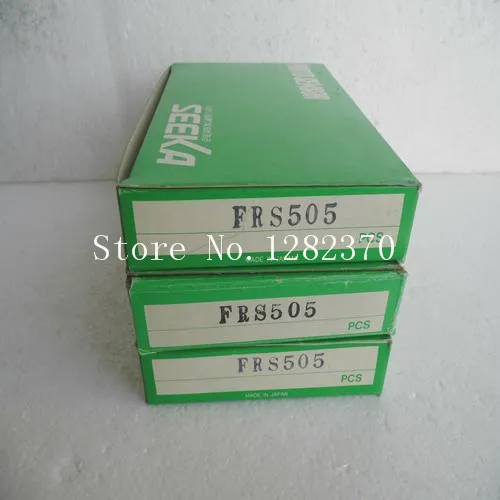 SEEKA
FRS505
PCS
MADE IN JAPAN
Store No. 1282370
FRS505
PCS
FRS505
PCS
MADE IN JAPAN